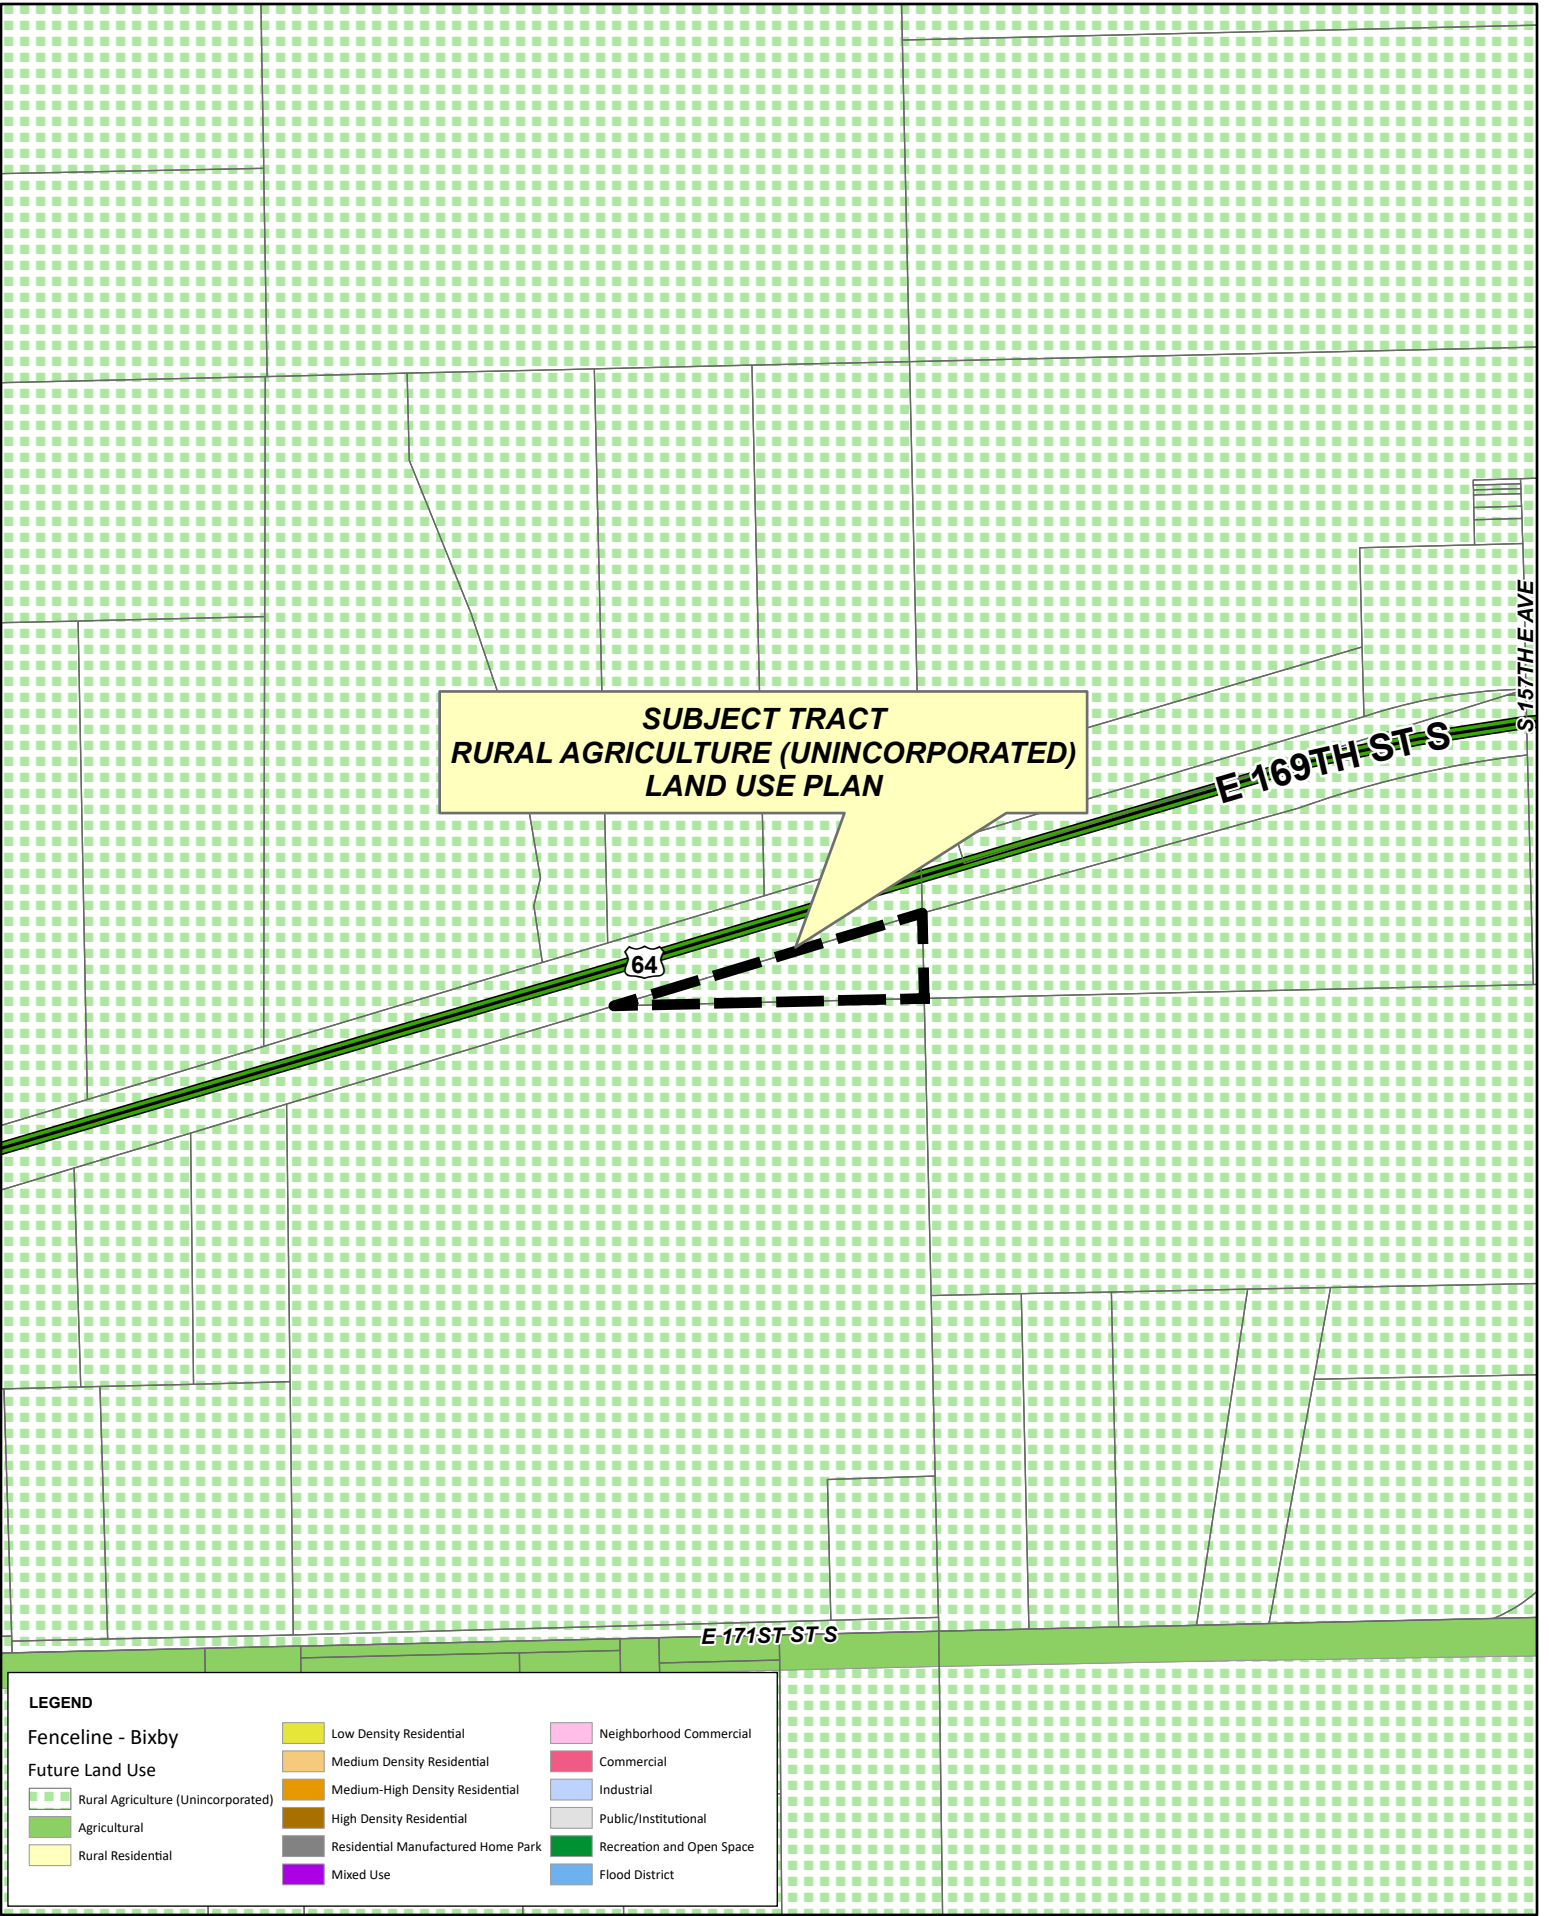 S 157TH E AVE
SUBJECT TRACT
RURAL AGRICULTURE (UNINCORPORATED)
LAND USE PLAN
E 169TH ST S
64
E 171ST ST S
LEGEND
Fenceline - Bixby
Future Land Use
Rural Agriculture (Unincorporated)
Agricultural
Rural Residential
Low Density Residential
Medium Density Residential
Medium-High Density Residential
High Density Residential
Residential Manufactured Home Park
Mixed Use
Neighborhood Commercial
Commercial
Industrial
Public/Institutional
Recreation and Open Space
Flood District